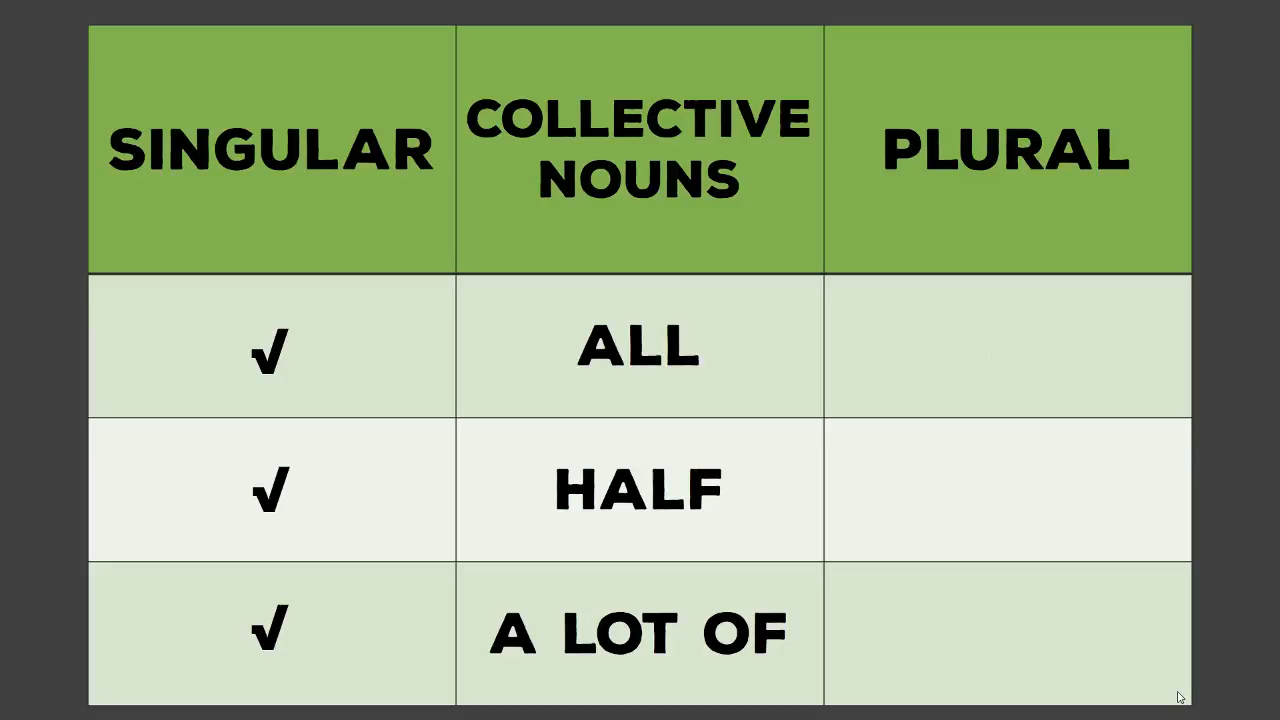 SINGULAR
COLLECTIVE
NOUNS
PLURAL
√
ALL
√
HALF
√
A LOT OF